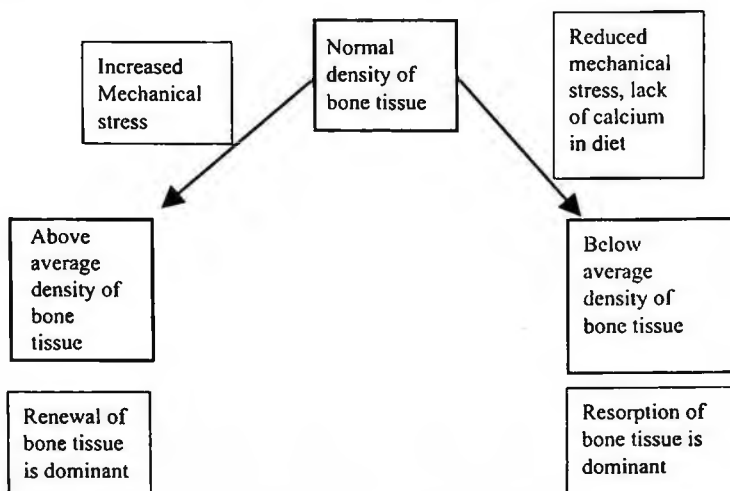 Increased
Mechanical
stress
Normal
density of
bone tissue
Reduced
mechanical
stress, lack
of calcium
in diet
Above
average
density of
bone
tissue
Below
average
density of
bone tissue
Renewal of
bone tissue
is dominant
Resorption of
bone tissue is
dominant